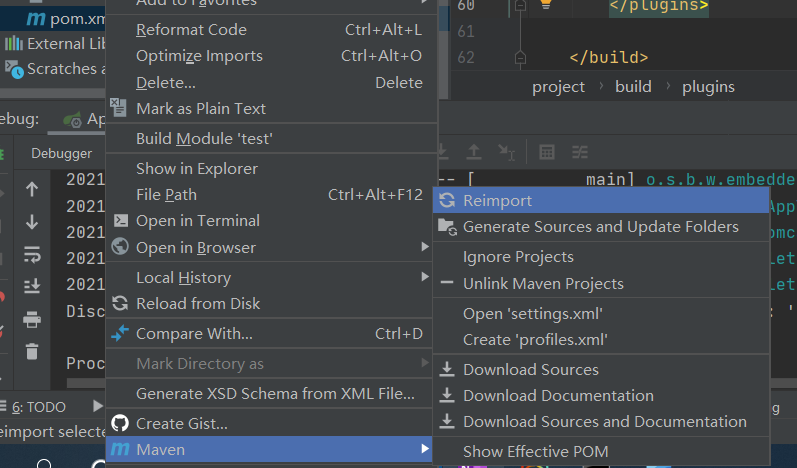 Add to Favorites
60 </plugins>
pom.xm
Reformat Code Ctrl+Alt+L
61
External Lib
Optimize Imports Ctrl+Alt+O
62 </build>
Scratches a
Delete... Delete
project › build › plugins
Mark as Plain Text
ebug: Ap
Build Module 'test'
Debugger
Show in Explorer
2021 -- [ main] o.s.b.w.embedde
File Path Ctrl+Alt+F12
2021 Reimport App
Open in Terminal
2021 Generate Sources and Update Folders omc
Open in Browser
2021 Ignore Projects let
Local History
2021 Unlink Maven Projects let
Reload from Disk
Disc Open 'settings.xml' : '
Compare With... Ctrl+D
Create 'profiles.xml'
Proc Mark Directory as
Download Sources
Generate XSD Schema from XML File...
Download Documentation
6: TODO
Create Gist...
Download Sources and Documentation
eimport selecte
Maven
Show Effective POM